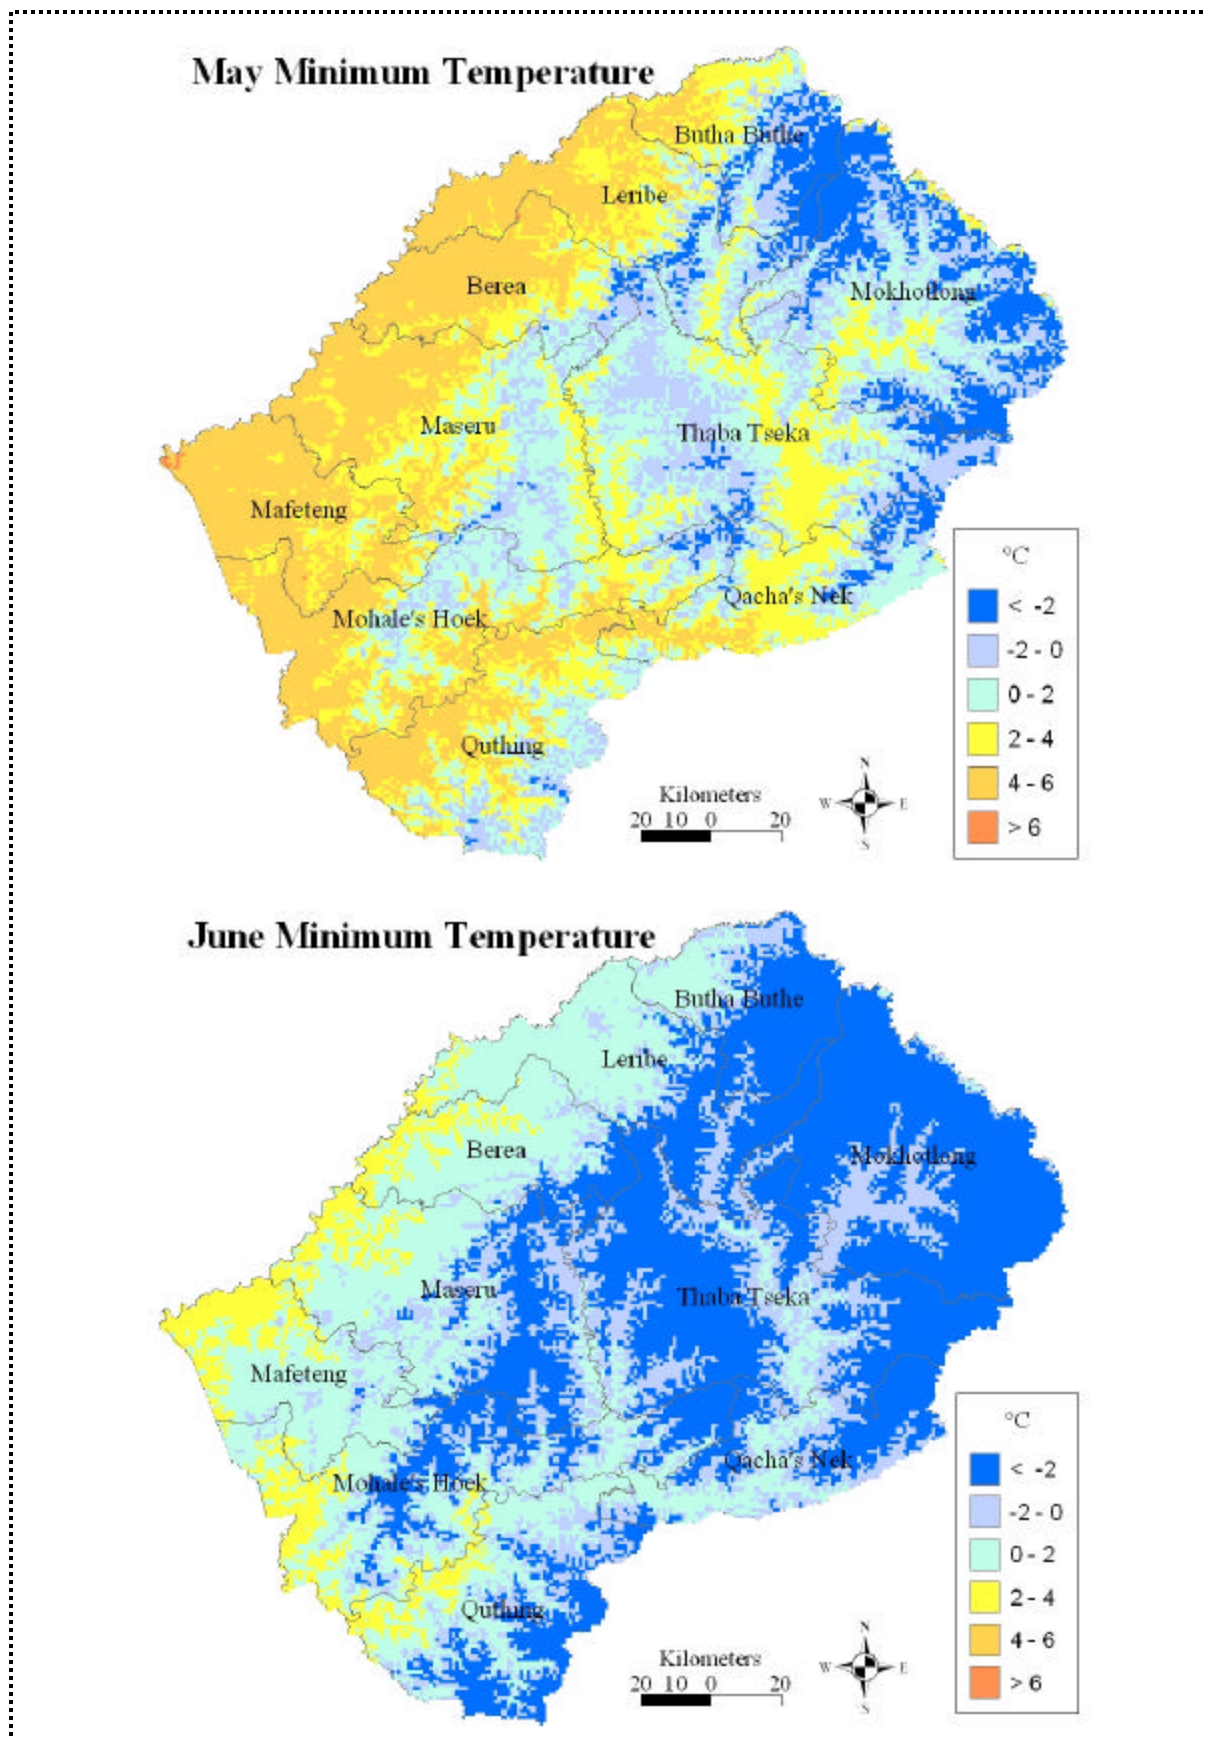 May Minimum Temperature
Butha Buthe
Leribe
Berea
Mokhotlong
Maseru
Thaba Tseka
Mafeteng
Qacha's Nek
Mohale's Hoek
Quthing
°C
< -2
-2 - 0
0 - 2
2 - 4
4 - 6
> 6
Kilometers
20 10 0 20
N
W E
S
June Minimum Temperature
Butha Buthe
Leribe
Berea
Mokhotlong
Maseru
Thaba Tseka
Mafeteng
Qacha's Nek
Mohale's Hoek
Quthing
°C
< -2
-2 - 0
0 - 2
2 - 4
4 - 6
> 6
Kilometers
20 10 0 20
N
W E
S